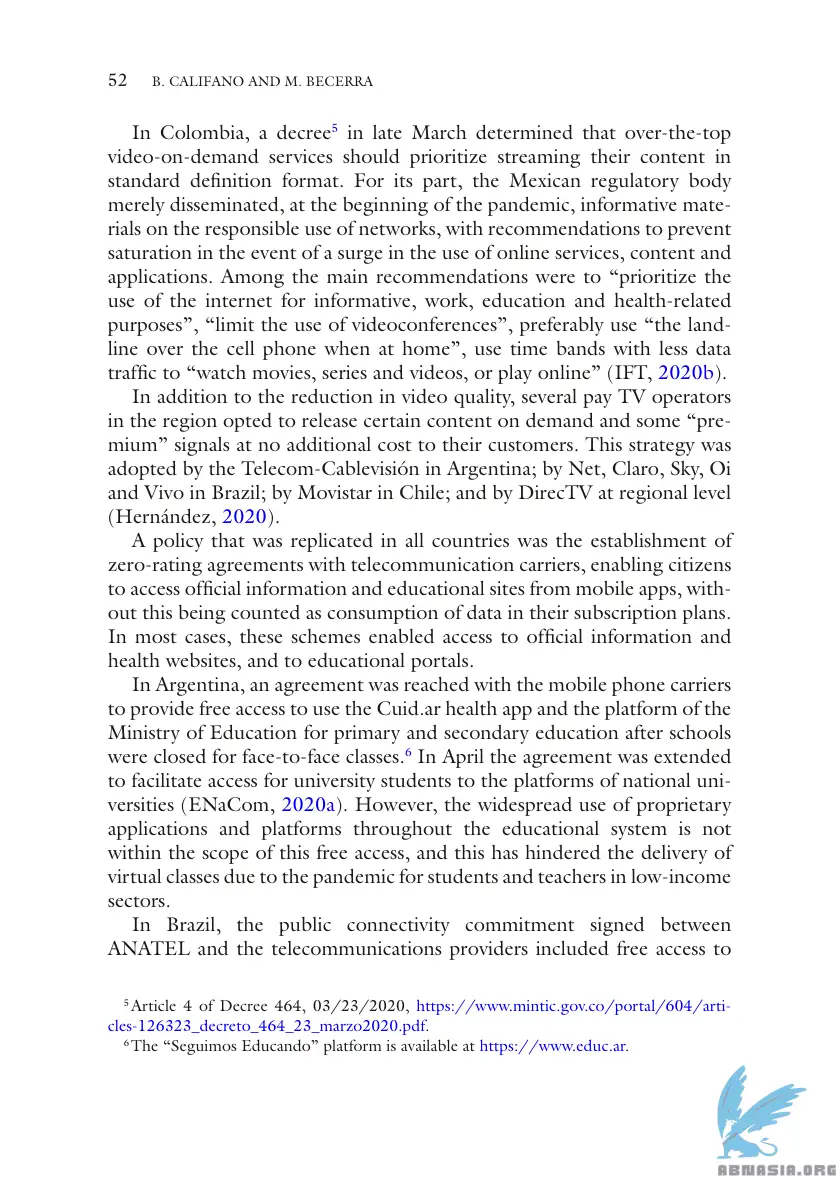 52 B. CALIFANO AND M. BECERRA
In Colombia, a decree5 in late March determined that over-the-top
video-on-demand services should prioritize streaming their content in
standard definition format. For its part, the Mexican regulatory body
merely disseminated, at the beginning of the pandemic, informative mate-
rials on the responsible use of networks, with recommendations to prevent
saturation in the event of a surge in the use of online services, content and
applications. Among the main recommendations were to “prioritize the
use of the internet for informative, work, education and health-related
purposes”, “limit the use of videoconferences”, preferably use “the land-
line over the cell phone when at home”, use time bands with less data
traffic to “watch movies, series and videos, or play online” (IFT, 2020b).
In addition to the reduction in video quality, several pay TV operators
in the region opted to release certain content on demand and some “pre-
mium” signals at no additional cost to their customers. This strategy was
adopted by the Telecom-Cablevisión in Argentina; by Net, Claro, Sky, Oi
and Vivo in Brazil; by Movistar in Chile; and by DirecTV at regional level
(Hernández, 2020).
A policy that was replicated in all countries was the establishment of
zero-rating agreements with telecommunication carriers, enabling citizens
to access official information and educational sites from mobile apps, with-
out this being counted as consumption of data in their subscription plans.
In most cases, these schemes enabled access to official information and
health websites, and to educational portals.
In Argentina, an agreement was reached with the mobile phone carriers
to provide free access to use the Cuid.ar health app and the platform of the
Ministry of Education for primary and secondary education after schools
were closed for face-to-face classes.6 In April the agreement was extended
to facilitate access for university students to the platforms of national uni-
versities (ENaCom, 2020a). However, the widespread use of proprietary
applications and platforms throughout the educational system is not
within the scope of this free access, and this has hindered the delivery of
virtual classes due to the pandemic for students and teachers in low-income
sectors.
In Brazil, the public connectivity commitment signed between
ANATEL and the telecommunications providers included free access to
5 Article 4 of Decree 464, 03/23/2020, https://www.mintic.gov.co/portal/604/arti-
cles-126323_decreto_464_23_marzo2020.pdf.
6 The “Seguimos Educando” platform is available at https://www.educ.ar.
ABNASIA.ORG